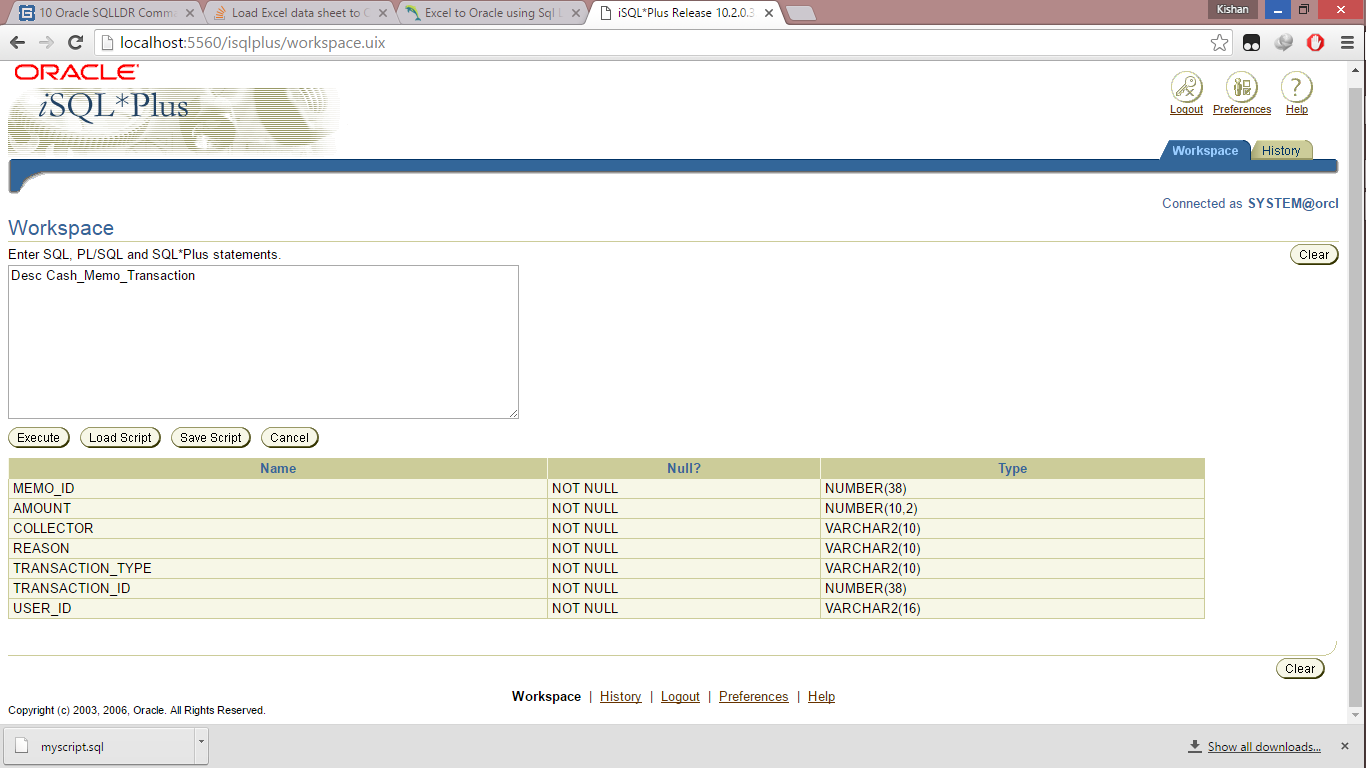 10 Oracle SQLLDR Comma
Load Excel data sheet to O
Excel to Oracle using Sql L
iSQL*Plus Release 10.2.0.3
Kishan
localhost:5560/isqlplus/workspace.uix
ORACLE
iSQL*Plus
Logout Preferences Help
Workspace History
Connected as SYSTEM@orcl
Workspace
Enter SQL, PL/SQL and SQL*Plus statements.
Clear
Desc Cash_Memo_Transaction
Execute Load Script Save Script Cancel
Name Null? Type
MEMO_ID NOT NULL NUMBER(38)
AMOUNT NOT NULL NUMBER(10,2)
COLLECTOR NOT NULL VARCHAR2(10)
REASON NOT NULL VARCHAR2(10)
TRANSACTION_TYPE NOT NULL VARCHAR2(10)
TRANSACTION_ID NOT NULL NUMBER(38)
USER_ID NOT NULL VARCHAR2(16)
Clear
Workspace | History | Logout | Preferences | Help
Copyright (c) 2003, 2006, Oracle. All Rights Reserved.
myscript.sql
Show all downloads...